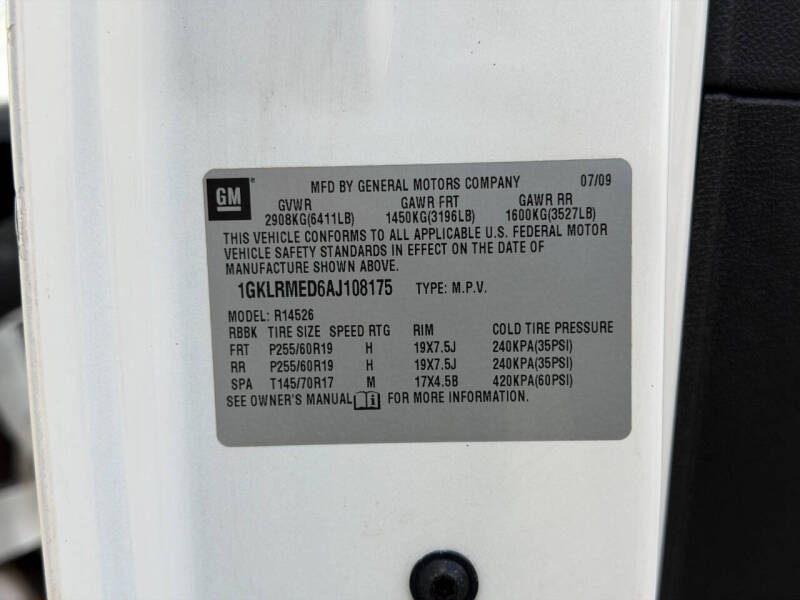 GM® MFD BY GENERAL MOTORS COMPANY 07/09
GVWR GAWR FRT GAWR RR
2908KG(6411LB) 1450KG(3196LB) 1600KG(3527LB)
THIS VEHICLE CONFORMS TO ALL APPLICABLE U.S. FEDERAL MOTOR
VEHICLE SAFETY STANDARDS IN EFFECT ON THE DATE OF
MANUFACTURE SHOWN ABOVE.
1GKLRMED6AJ108175 TYPE: M.P.V.
MODEL: R14526
RBBK TIRE SIZE SPEED RTG RIM COLD TIRE PRESSURE
FRT P255/60R19 H 19X7.5J 240KPA(35PSI)
RR P255/60R19 H 19X7.5J 240KPA(35PSI)
SPA T145/70R17 M 17X4.5B 420KPA(60PSI)
SEE OWNER'S MANUAL i FOR MORE INFORMATION.